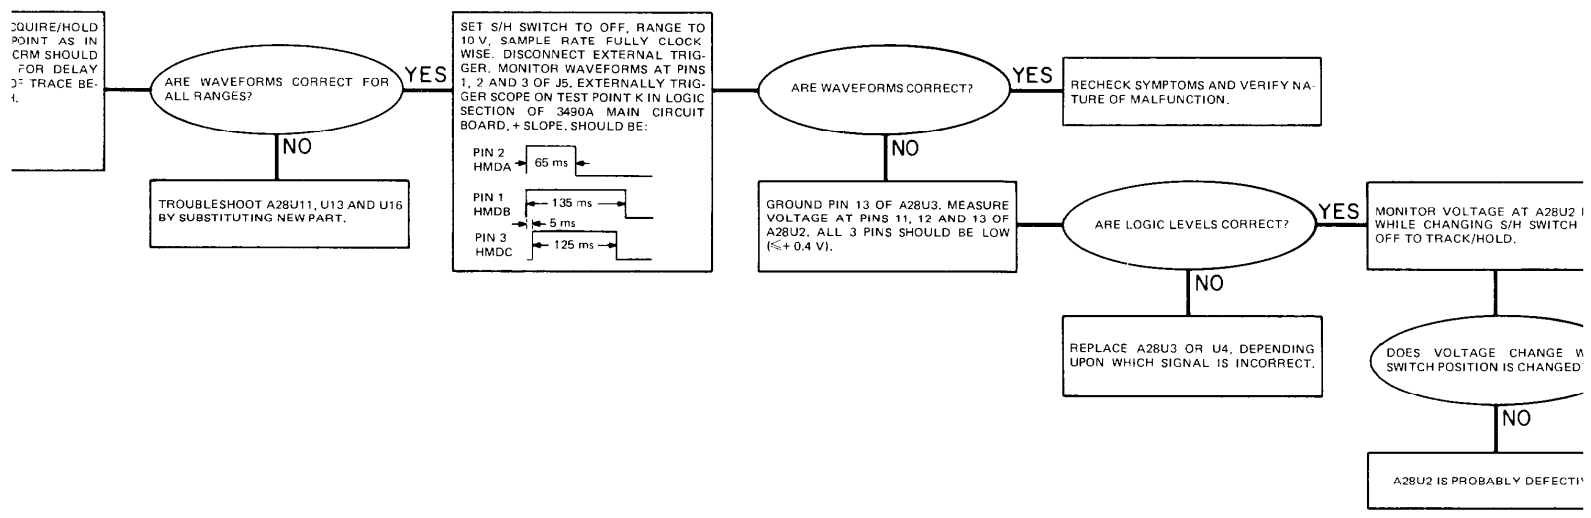 CQUIRE/HOLD
POINT AS IN
CRM SHOULD
FOR DELAY
OF TRACE BE-
H.
ARE WAVEFORMS CORRECT FOR
ALL RANGES?
YES
NO
TROUBLESHOOT A28U11, U13 AND U16
BY SUBSTITUTING NEW PART.
SET S/H SWITCH TO OFF, RANGE TO
10 V, SAMPLE RATE FULLY CLOCK
WISE. DISCONNECT EXTERNAL TRIG-
GER. MONITOR WAVEFORMS AT PINS
1, 2 AND 3 OF J5. EXTERNALLY TRIG-
GER SCOPE ON TEST POINT K IN LOGIC
SECTION OF 3490A MAIN CIRCUIT
BOARD, + SLOPE. SHOULD BE:
PIN 2
HMDA
65 ms
PIN 1
HMDB
135 ms
5 ms
PIN 3
HMDC
125 ms
ARE WAVEFORMS CORRECT?
YES
RECHECK SYMPTOMS AND VERIFY NA-
TURE OF MALFUNCTION.
NO
GROUND PIN 13 OF A28U3. MEASURE
VOLTAGE AT PINS 11, 12 AND 13 OF
A28U2. ALL 3 PINS SHOULD BE LOW
(≤+ 0.4 V).
ARE LOGIC LEVELS CORRECT?
YES
NO
REPLACE A28U3 OR U4, DEPENDING
UPON WHICH SIGNAL IS INCORRECT.
MONITOR VOLTAGE AT A28U2
WHILE CHANGING S/H SWITCH
OFF TO TRACK/HOLD.
DOES VOLTAGE CHANGE W
SWITCH POSITION IS CHANGED
NO
A28U2 IS PROBABLY DEFECTI